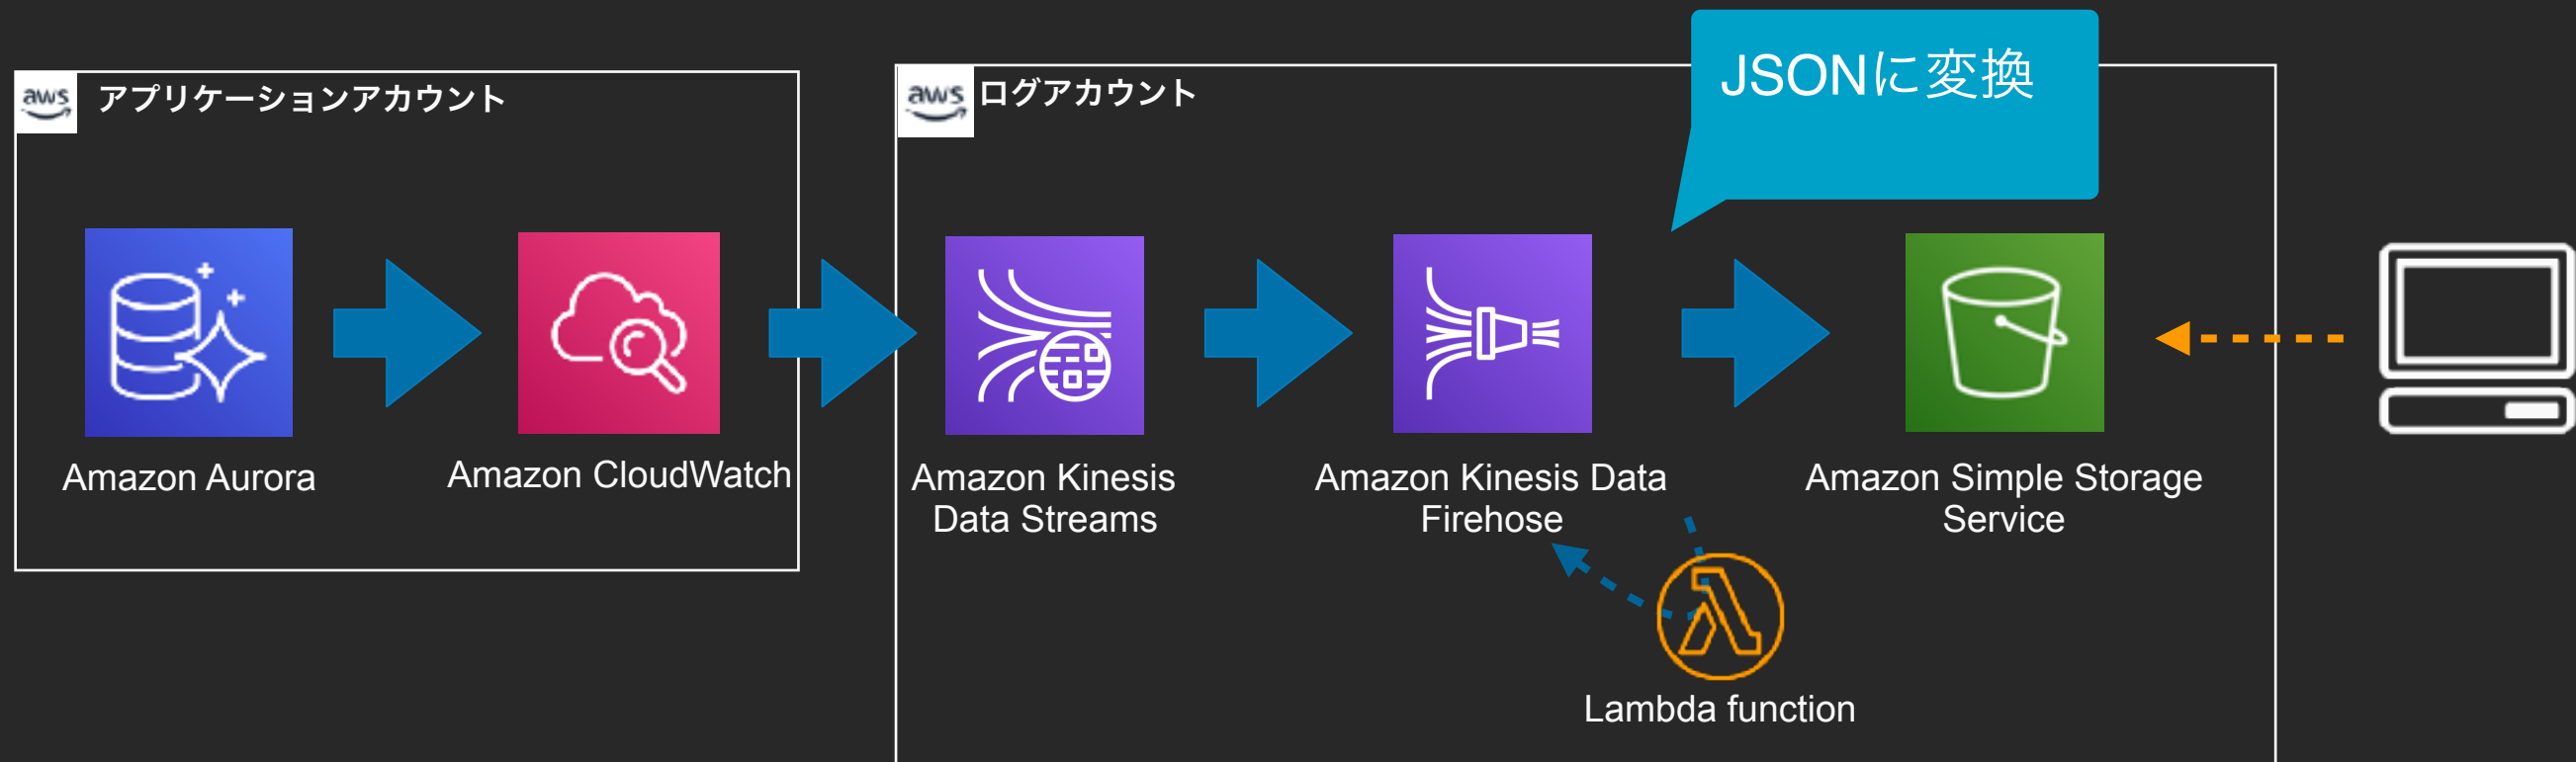 aws
アプリケーションアカウント
aws
ログアカウント
JSONに変換
Amazon Aurora
Amazon CloudWatch
Amazon Kinesis
Data Streams
Amazon Kinesis Data
Firehose
Amazon Simple Storage
Service
Lambda function